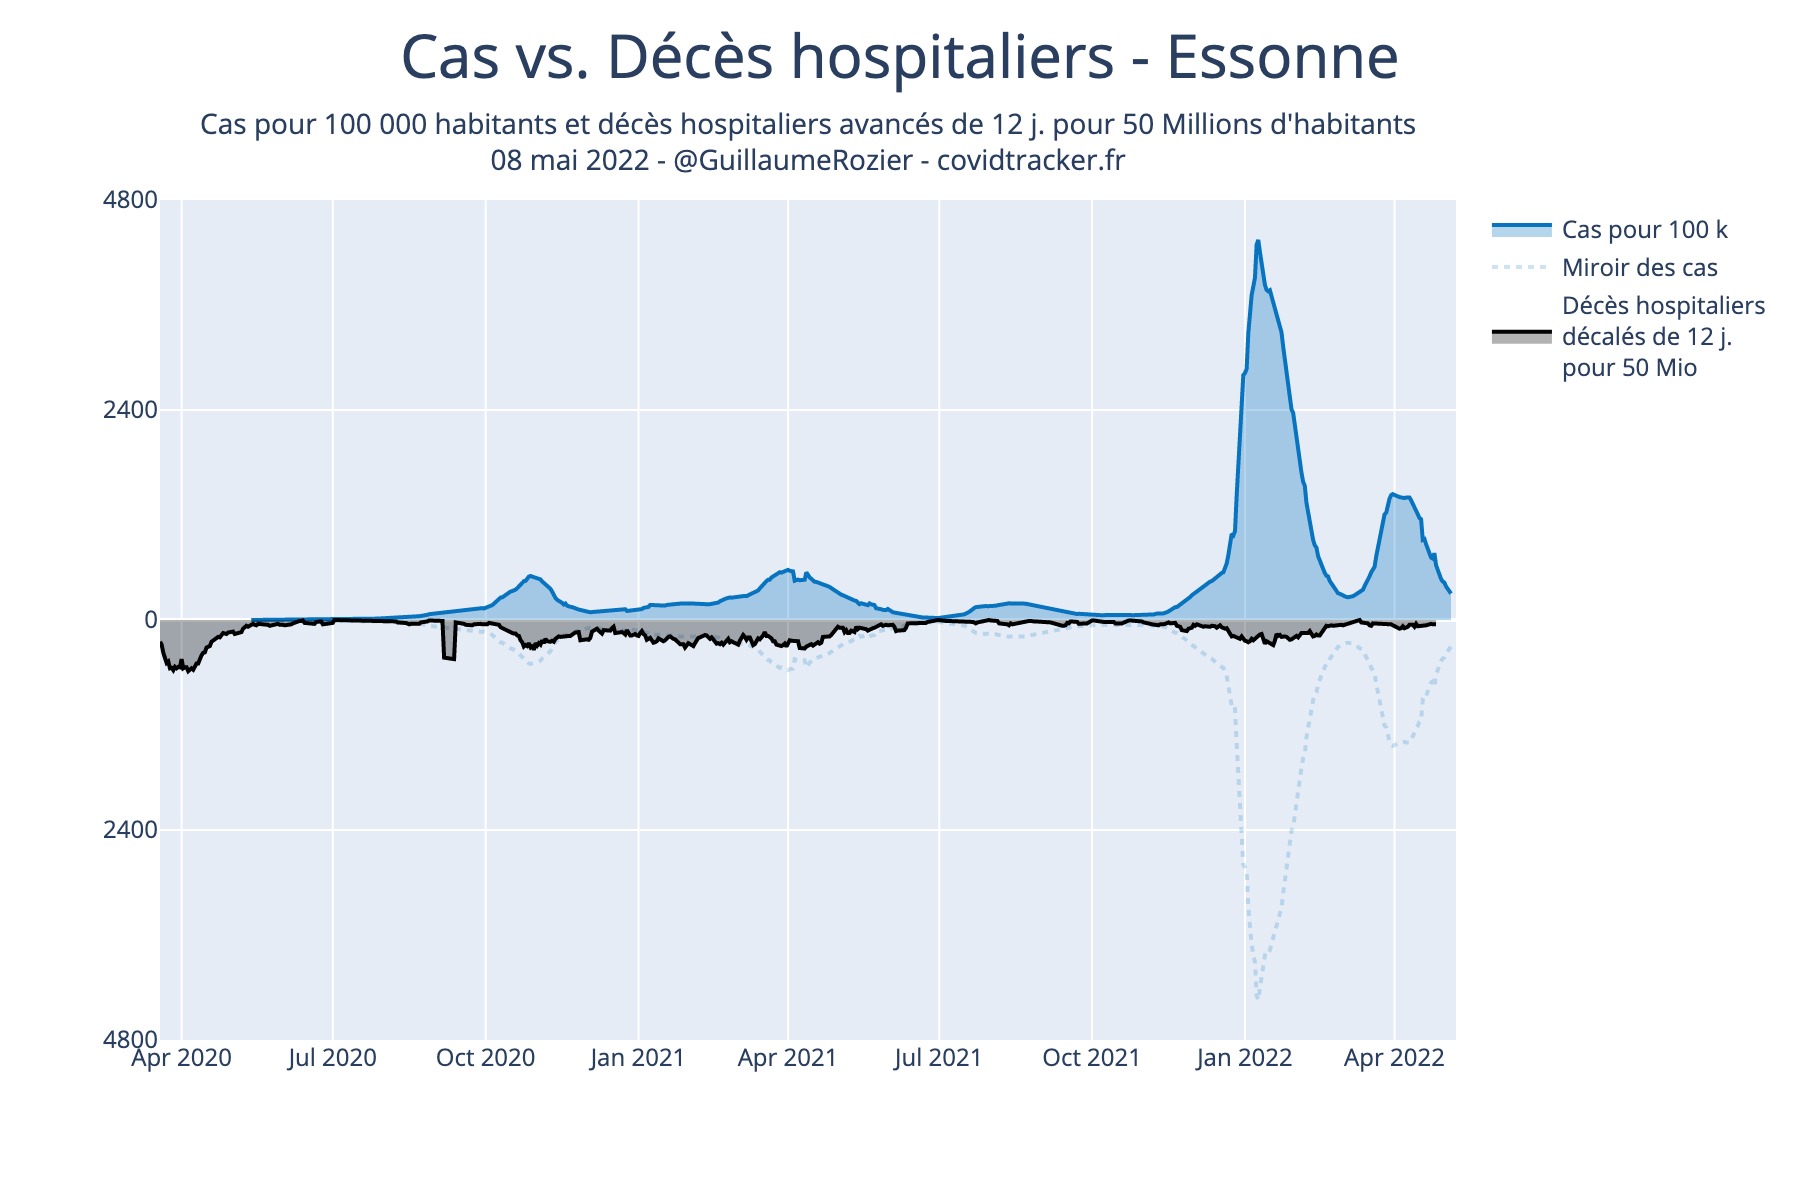 Cas vs. Décès hospitaliers - Essonne
Cas pour 100 000 habitants et décès hospitaliers avancés de 12 j. pour 50 Millions d'habitants
08 mai 2022 - @GuillaumeRozier - covidtracker.fr
4800
2400
0
2400
4800
Apr 2020
Jul 2020
Oct 2020
Jan 2021
Apr 2021
Jul 2021
Oct 2021
Jan 2022
Apr 2022
Cas pour 100 k
Miroir des cas
Décès hospitaliers
décalés de 12 j.
pour 50 Mio